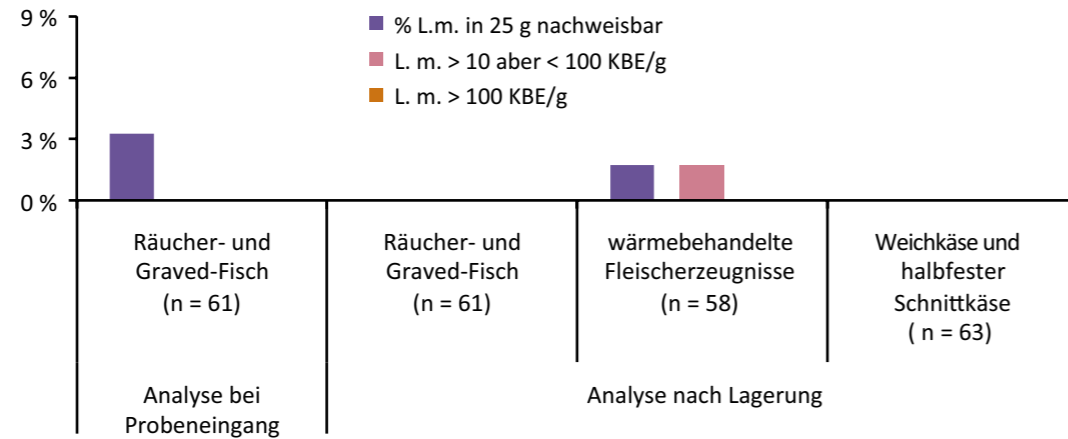 9 %
6 %
3 %
0 %
% L.m. in 25 g nachweisbar
L. m. > 10 aber < 100 KBE/g
L. m. > 100 KBE/g
Räucher- und
Graved-Fisch
(n = 61)
Räucher- und
Graved-Fisch
(n = 61)
wärmebehandelte
Fleischerzeugnisse
(n = 58)
Weichkäse und
halbfester
Schnittkäse
( n = 63)
Analyse bei
Probeneingang
Analyse nach Lagerung